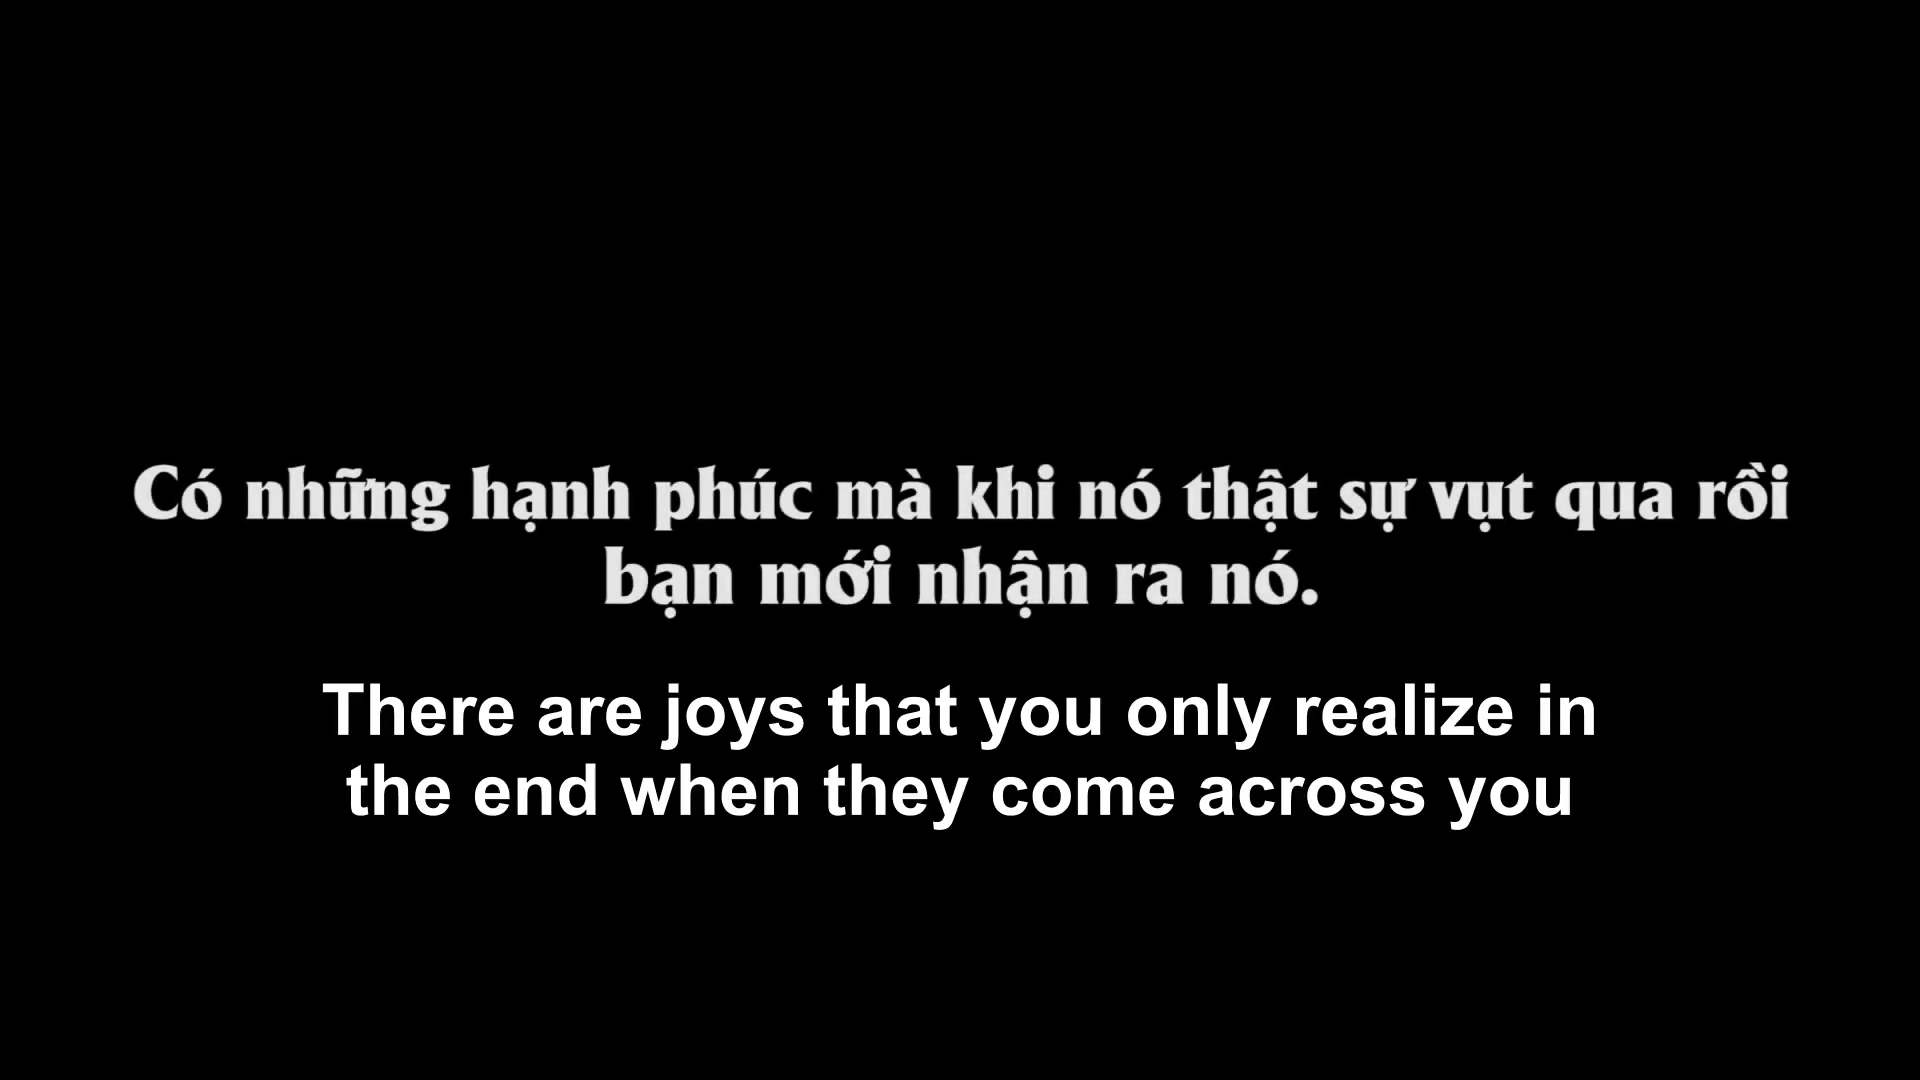 Có những hạnh phúc mà khi nó thật sự vụt qua rồi
bạn mới nhận ra nó.
There are joys that you only realize in
the end when they come across you